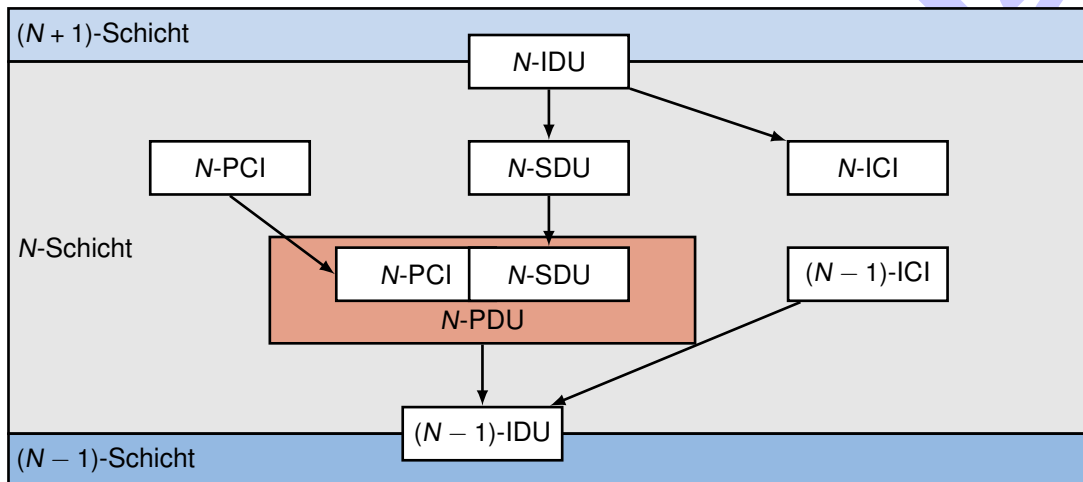 (N + 1)-Schicht
N-IDU
N-PCI
N-SDU
N-ICI
N-Schicht
N-PCI
N-SDU
(N − 1)-ICI
N-PDU
(N − 1)-IDU
(N − 1)-Schicht